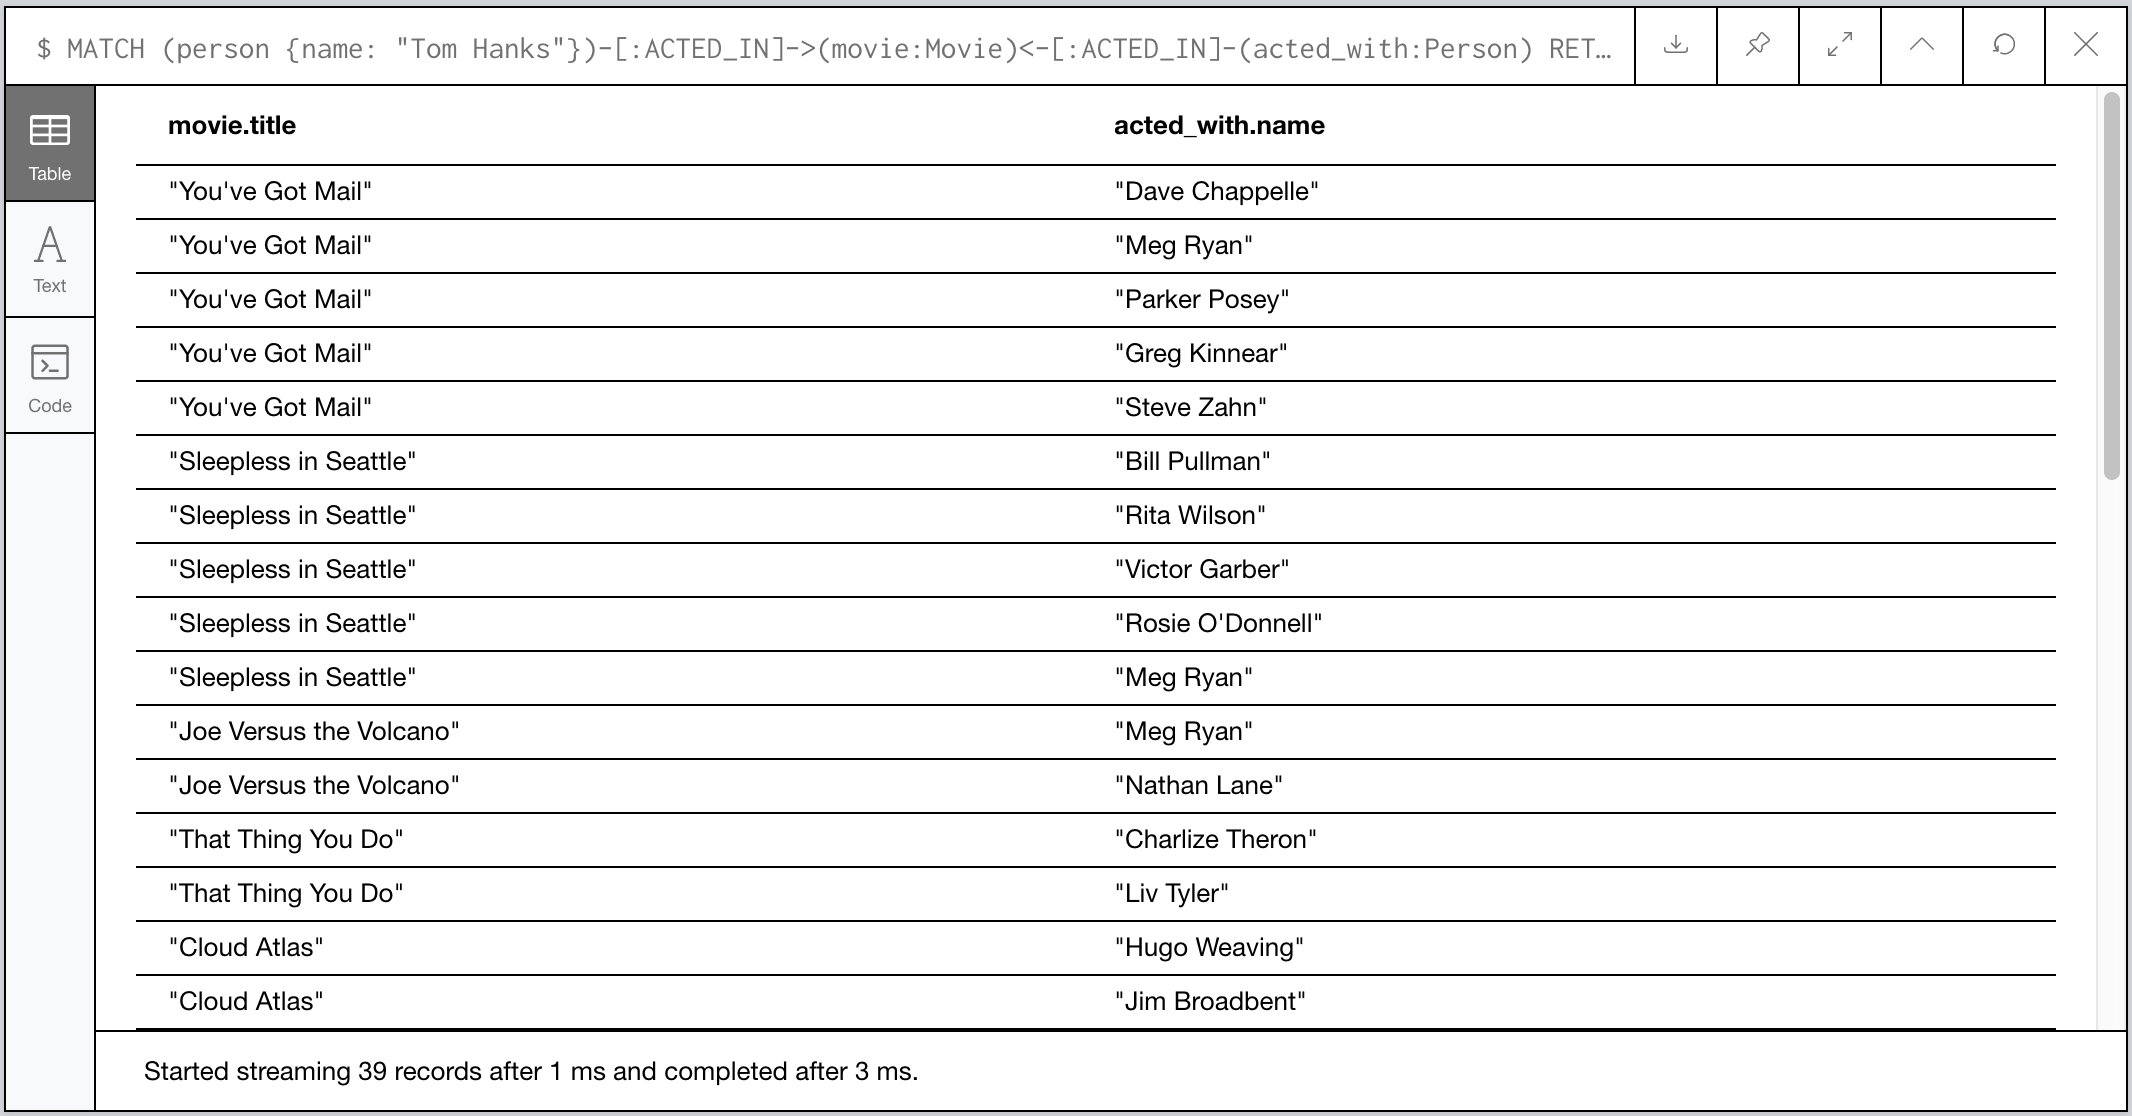 $ MATCH (person {name: "Tom Hanks"})-[:ACTED_IN]->(movie:Movie)<-[:ACTED_IN]-(acted_with:Person) RET…
Table
Text
Code
movie.title acted_with.name
"You've Got Mail" "Dave Chappelle"
"You've Got Mail" "Meg Ryan"
"You've Got Mail" "Parker Posey"
"You've Got Mail" "Greg Kinnear"
"You've Got Mail" "Steve Zahn"
"Sleepless in Seattle" "Bill Pullman"
"Sleepless in Seattle" "Rita Wilson"
"Sleepless in Seattle" "Victor Garber"
"Sleepless in Seattle" "Rosie O'Donnell"
"Sleepless in Seattle" "Meg Ryan"
"Joe Versus the Volcano" "Meg Ryan"
"Joe Versus the Volcano" "Nathan Lane"
"That Thing You Do" "Charlize Theron"
"That Thing You Do" "Liv Tyler"
"Cloud Atlas" "Hugo Weaving"
"Cloud Atlas" "Jim Broadbent"
Started streaming 39 records after 1 ms and completed after 3 ms.